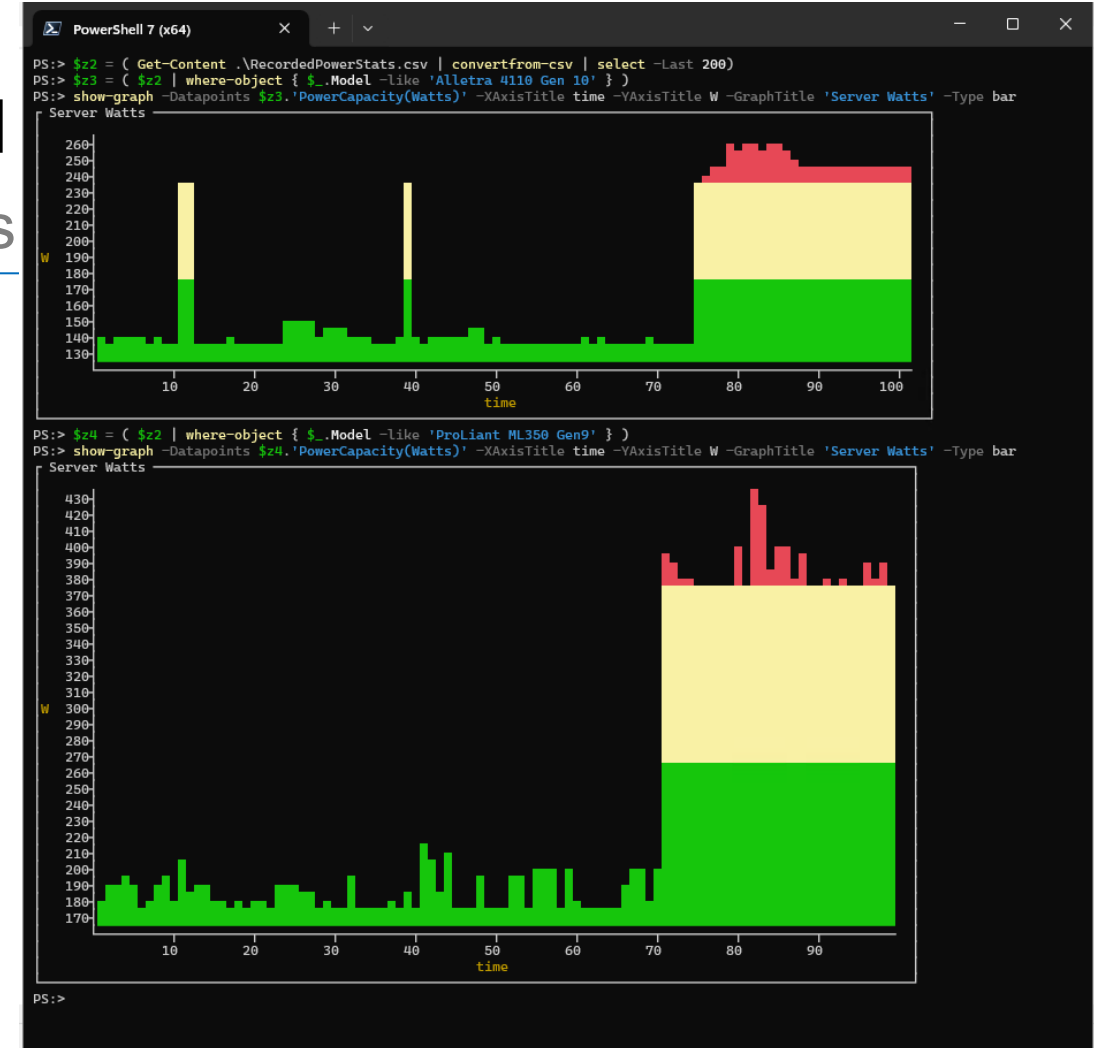 PowerShell 7 (x64)
PS:> $z2 = ( Get-Content .\RecordedPowerStats.csv | convertfrom-csv | select -Last 200)
PS:> $z3 = ( $z2 | where-object { $_.Model -like 'Alletra 4110 Gen 10' } )
PS:> show-graph -Datapoints $z3.'PowerCapacity(Watts)' -XAxisTitle time -YAxisTitle W -GraphTitle 'Server Watts' -Type bar
Server Watts
260
250
240
230
220
210
200
W 190
180
170
160
150
140
130
10 20 30 40 50 60 70 80 90 100
time
PS:> $z4 = ( $z2 | where-object { $_.Model -like 'ProLiant ML350 Gen9' } )
PS:> show-graph -Datapoints $z4.'PowerCapacity(Watts)' -XAxisTitle time -YAxisTitle W -GraphTitle 'Server Watts' -Type bar
Server Watts
430
420
410
400
390
380
370
360
350
340
330
320
310
W 300
290
280
270
260
250
240
230
220
210
200
190
180
170
10 20 30 40 50 60 70 80 90
time
PS:>
s